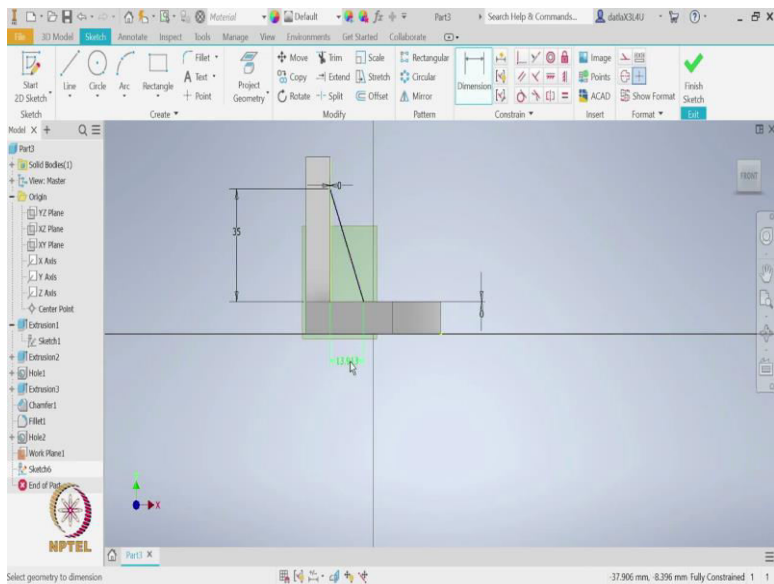 Material Default fx Part3 Search Help & Commands... datlaX3L4U
File 3D Model Sketch Annotate Inspect Tools Manage View Environments Get Started Collaborate
Start 2D Sketch Line Circle Arc Rectangle Fillet Text Point Project Geometry Move Copy Rotate Trim Extend Split Scale Stretch Offset Rectangular Circular Mirror Dimension Image Points ACAD Show Format Finish Sketch
Sketch Create Modify Pattern Constrain Insert Format Exit
Model X +
Part3
Solid Bodies(1)
View: Master
Origin
YZ Plane
XZ Plane
XY Plane
X Axis
Y Axis
Z Axis
Center Point
Extrusion1
Sketch1
Extrusion2
Hole1
Extrusion3
Chamfer1
Fillet1
Hole2
Work Plane1
Sketch6
End of Part
NPTEL
FRONT
0
35
0
X
Part3 X
Select geometry to dimension -37.906 mm, -8.396 mm Fully Constrained 1 1